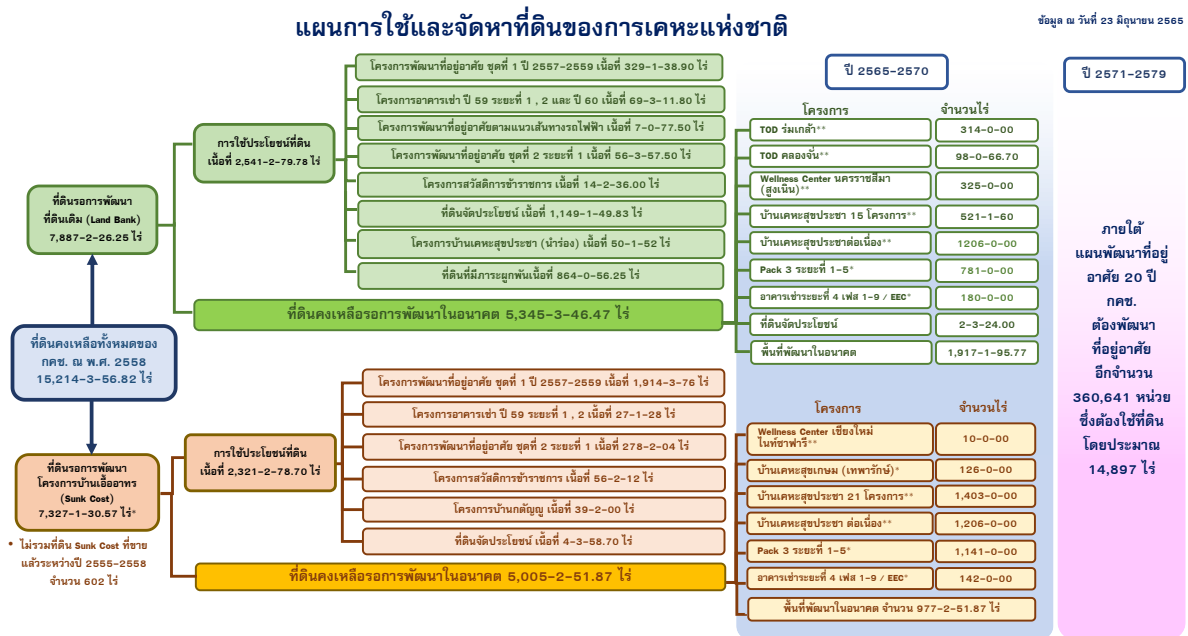 แผนการใช้และจัดหาที่ดินของการเคหะแห่งชาติ
ข้อมูล ณ วันที่ 23 มิถุนายน 2565
ที่ดินคงเหลือทั้งหมดของ
กคช. ณ พ.ศ. 2558
15,214-3-56.82 ไร่
ที่ดินรอการพัฒนา
ที่ดินเดิม (Land Bank)
7,887-2-26.25 ไร่
การใช้ประโยชน์ที่ดิน
เนื้อที่ 2,541-2-79.78 ไร่
โครงการพัฒนาที่อยู่อาศัย ชุดที่ 1 ปี 2557-2559 เนื้อที่ 329-1-38.90 ไร่
โครงการอาคารเช่า ปี 59 ระยะที่ 1 , 2 และ ปี 60 เนื้อที่ 69-3-11.80 ไร่
โครงการพัฒนาที่อยู่อาศัยตามแนวเส้นทางรถไฟฟ้า เนื้อที่ 7-0-77.50 ไร่
โครงการพัฒนาที่อยู่อาศัย ชุดที่ 2 ระยะที่ 1 เนื้อที่ 56-3-57.50 ไร่
โครงการสวัสดิการข้าราชการ เนื้อที่ 14-2-36.00 ไร่
ที่ดินจัดประโยชน์ เนื้อที่ 1,149-1-49.83 ไร่
โครงการบ้านเคหะสุขประชา (นำร่อง) เนื้อที่ 50-1-52 ไร่
ที่ดินที่มีภาระผูกพันเนื้อที่ 864-0-56.25 ไร่
ที่ดินคงเหลือรอการพัฒนาในอนาคต 5,345-3-46.47 ไร่
ปี 2565-2570
โครงการ จำนวนไร่
TOD ร่มเกล้า** 314-0-00
TOD คลองจั่น** 98-0-66.70
Wellness Center นครราชสีมา
(สูงเนิน)** 325-0-00
บ้านเคหะสุขประชา 15 โครงการ** 521-1-60
บ้านเคหะสุขประชาต่อเนื่อง** 1206-0-00
Pack 3 ระยะที่ 1-5* 781-0-00
อาคารเช่าระยะที่ 4 เฟส 1-9 / EEC* 180-0-00
ที่ดินจัดประโยชน์ 2-3-24.00
พื้นที่พัฒนาในอนาคต 1,917-1-95.77
ที่ดินรอการพัฒนา
โครงการบ้านเอื้ออาทร
(Sunk Cost)
7,327-1-30.57 ไร่*
• ไม่รวมที่ดิน Sunk Cost ที่ขาย
แล้วระหว่างปี 2555-2558
จำนวน 602 ไร่
การใช้ประโยชน์ที่ดิน
เนื้อที่ 2,321-2-78.70 ไร่
โครงการพัฒนาที่อยู่อาศัย ชุดที่ 1 ปี 2557-2559 เนื้อที่ 1,914-3-76 ไร่
โครงการอาคารเช่า ปี 59 ระยะที่ 1 , 2 เนื้อที่ 27-1-28 ไร่
โครงการพัฒนาที่อยู่อาศัย ชุดที่ 2 ระยะที่ 1 เนื้อที่ 278-2-04 ไร่
โครงการสวัสดิการข้าราชการ เนื้อที่ 56-2-12 ไร่
โครงการบ้านกตัญญู เนื้อที่ 39-2-00 ไร่
ที่ดินจัดประโยชน์ เนื้อที่ 4-3-58.70 ไร่
ที่ดินคงเหลือรอการพัฒนาในอนาคต 5,005-2-51.87 ไร่
โครงการ จำนวนไร่
Wellness Center เชียงใหม่
ไนท์ซาฟารี** 10-0-00
บ้านเคหะสุขเกษม (เทพารักษ์)* 126-0-00
บ้านเคหะสุขประชา 21 โครงการ** 1,403-0-00
บ้านเคหะสุขประชา ต่อเนื่อง** 1,206-0-00
Pack 3 ระยะที่ 1-5* 1,141-0-00
อาคารเช่าระยะที่ 4 เฟส 1-9 / EEC* 142-0-00
พื้นที่พัฒนาในอนาคต จำนวน 977-2-51.87 ไร่
ปี 2571-2579
ภายใต้
แผนพัฒนาที่อยู่
อาศัย 20 ปี
กคช.
ต้องพัฒนา
ที่อยู่อาศัย
อีกจำนวน
360,641 หน่วย
ซึ่งต้องใช้ที่ดิน
โดยประมาณ
14,897 ไร่